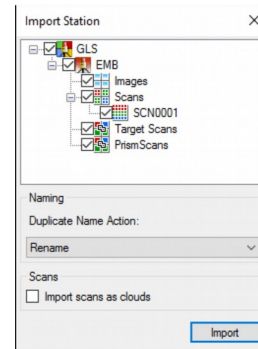 Import Station
GLS
EMB
Images
Scans
SCN0001
Target Scans
PrismScans
Naming
Duplicate Name Action:
Rename
Scans
Import scans as clouds
Import